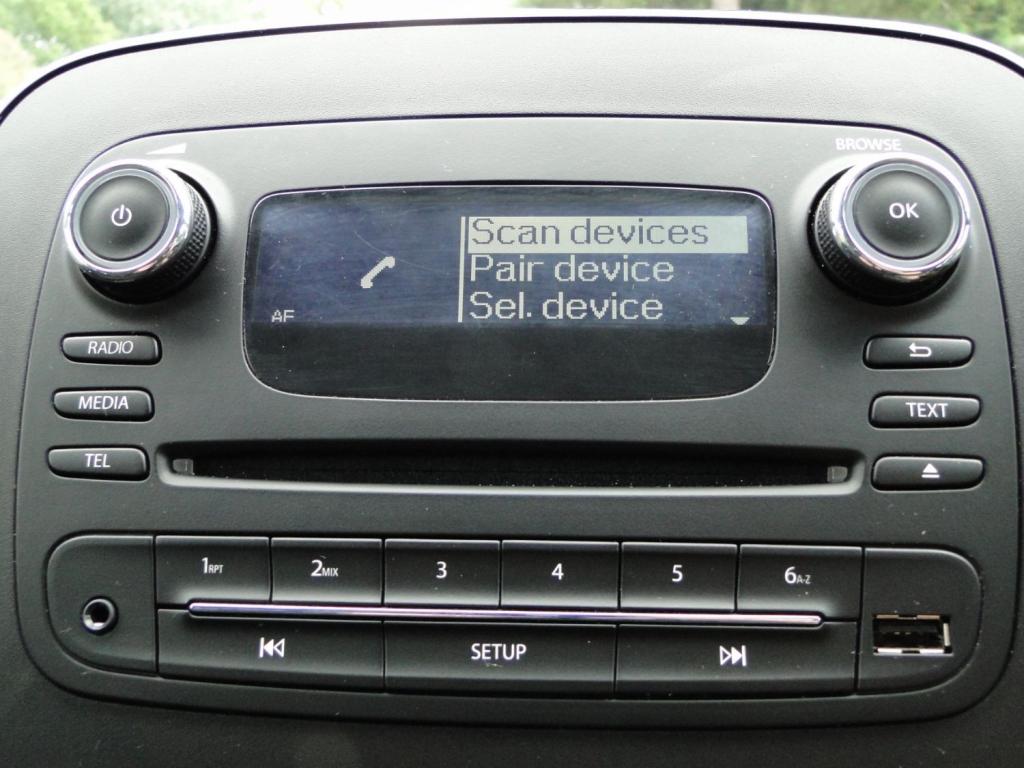 BROWSE
OK
Scan devices
Pair device
Sel. device
AF
RADIO
MEDIA
TEXT
TEL
1RPT 2MIX 3 4 5 6A-Z
SETUP